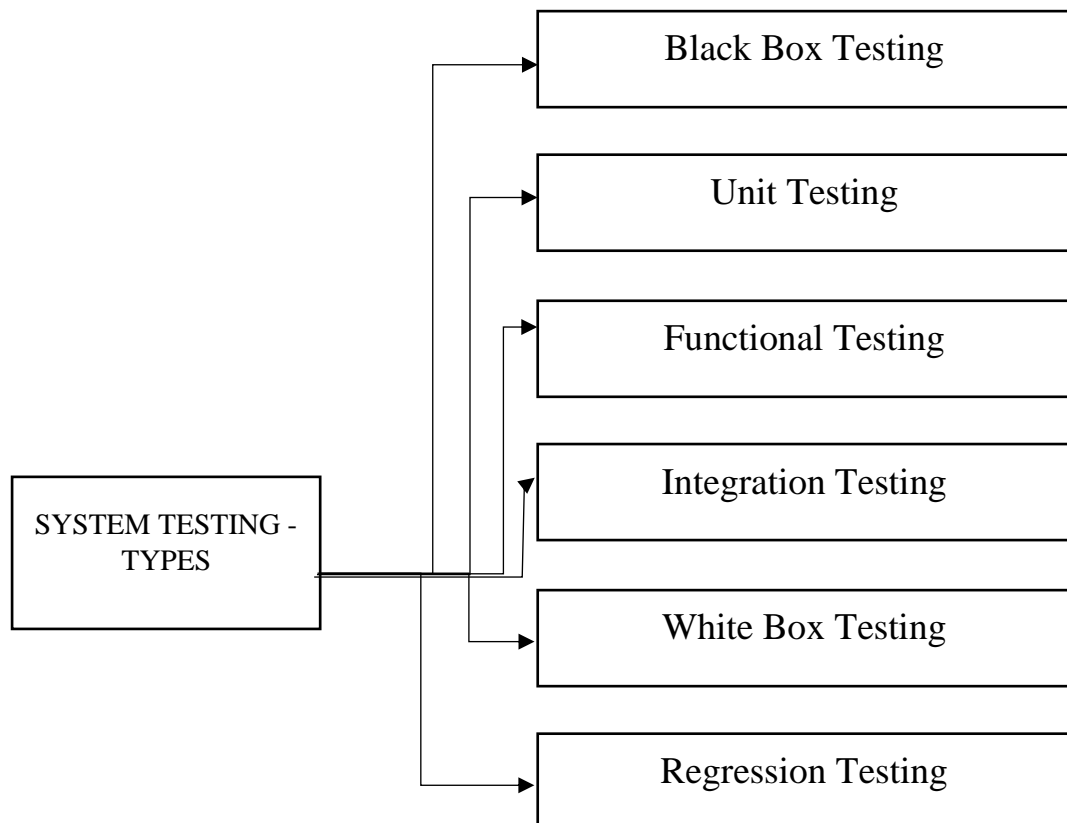 Black Box Testing
Unit Testing
Functional Testing
Integration Testing
SYSTEM TESTING -
TYPES
White Box Testing
Regression Testing